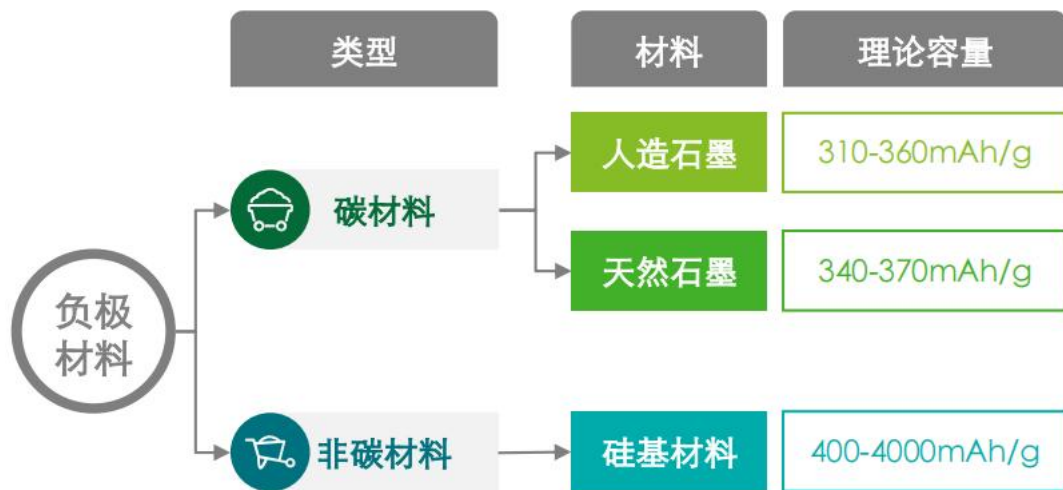 类型
材料
理论容量
人造石墨
310-360mAh/g
碳材料
天然石墨
340-370mAh/g
负极
材料
非碳材料
硅基材料
400-4000mAh/g